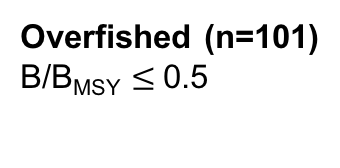 Overfished (n=101)
B/BMSY ≤ 0.5